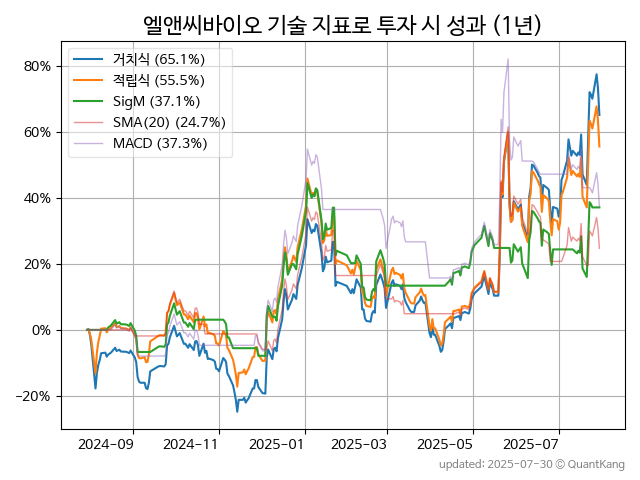 엘앤씨바이오 기술 지표로 투자 시 성과 (1년)
거치식 (65.1%)
적립식 (55.5%)
SigM (37.1%)
SMA(20) (24.7%)
MACD (37.3%)
80%
60%
40%
20%
0%
−20%
2024-09 2024-11 2025-01 2025-03 2025-05 2025-07
updated: 2025-07-30 ⓒ QuantKang